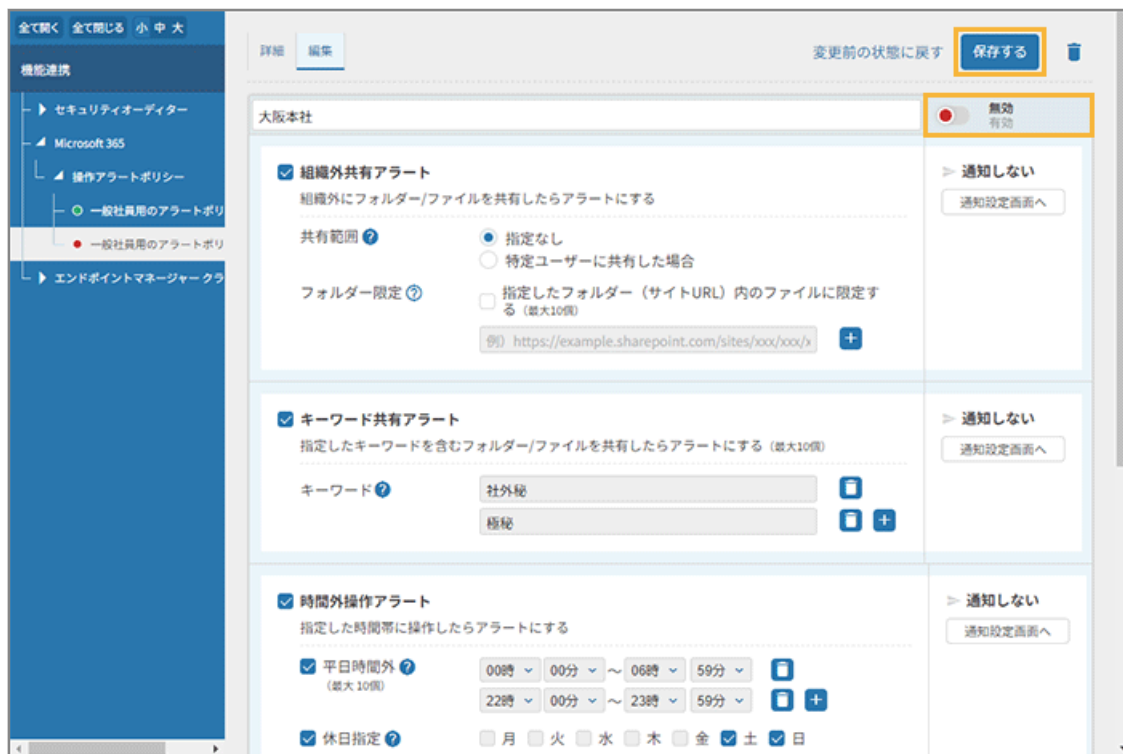 全て開く 全て閉じる 小 中 大
機能連携
セキュリティオーディター
Microsoft 365
操作アラートポリシー
一般社員用のアラートポリ
一般社員用のアラートポリ
エンドポイントマネージャー クラ
詳細 編集 変更前の状態に戻す 保存する
大阪本社
無効
有効
組織外共有アラート
組織外にフォルダー/ファイルを共有したらアラートにする
共有範囲 ?
指定なし
特定ユーザーに共有した場合
フォルダー限定 ?
指定したフォルダー（サイトURL）内のファイルに限定す
る（最大10個）
例）https://example.sharepoint.com/sites/xxx/xxx/x
通知しない
通知設定画面へ
キーワード共有アラート
指定したキーワードを含むフォルダー/ファイルを共有したらアラートにする（最大10個）
キーワード ?
社外秘
極秘
通知しない
通知設定画面へ
時間外操作アラート
指定した時間帯に操作したらアラートにする
平日時間外 ?
（最大 10個）
00時 00分 ～ 06時 59分
22時 00分 ～ 23時 59分
休日指定 ? 月 火 水 木 金 土 日
通知しない
通知設定画面へ